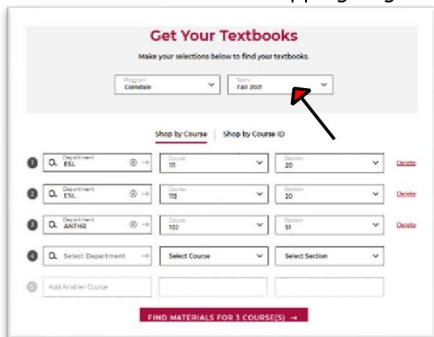 Get Your Textbooks
Make your selections below to find your textbooks.
Program Term
Glendale Fall 2021
Shop by Course Shop by Course ID
1 Department Course Section
ESL 111 20 Delete
2 Department Course Section
ESL 115 20 Delete
3 Department Course Section
ANTHR 102 51 Delete
4 Select Department Select Course Select Section
5 Add Another Course
FIND MATERIALS FOR 3 COURSE(S) →